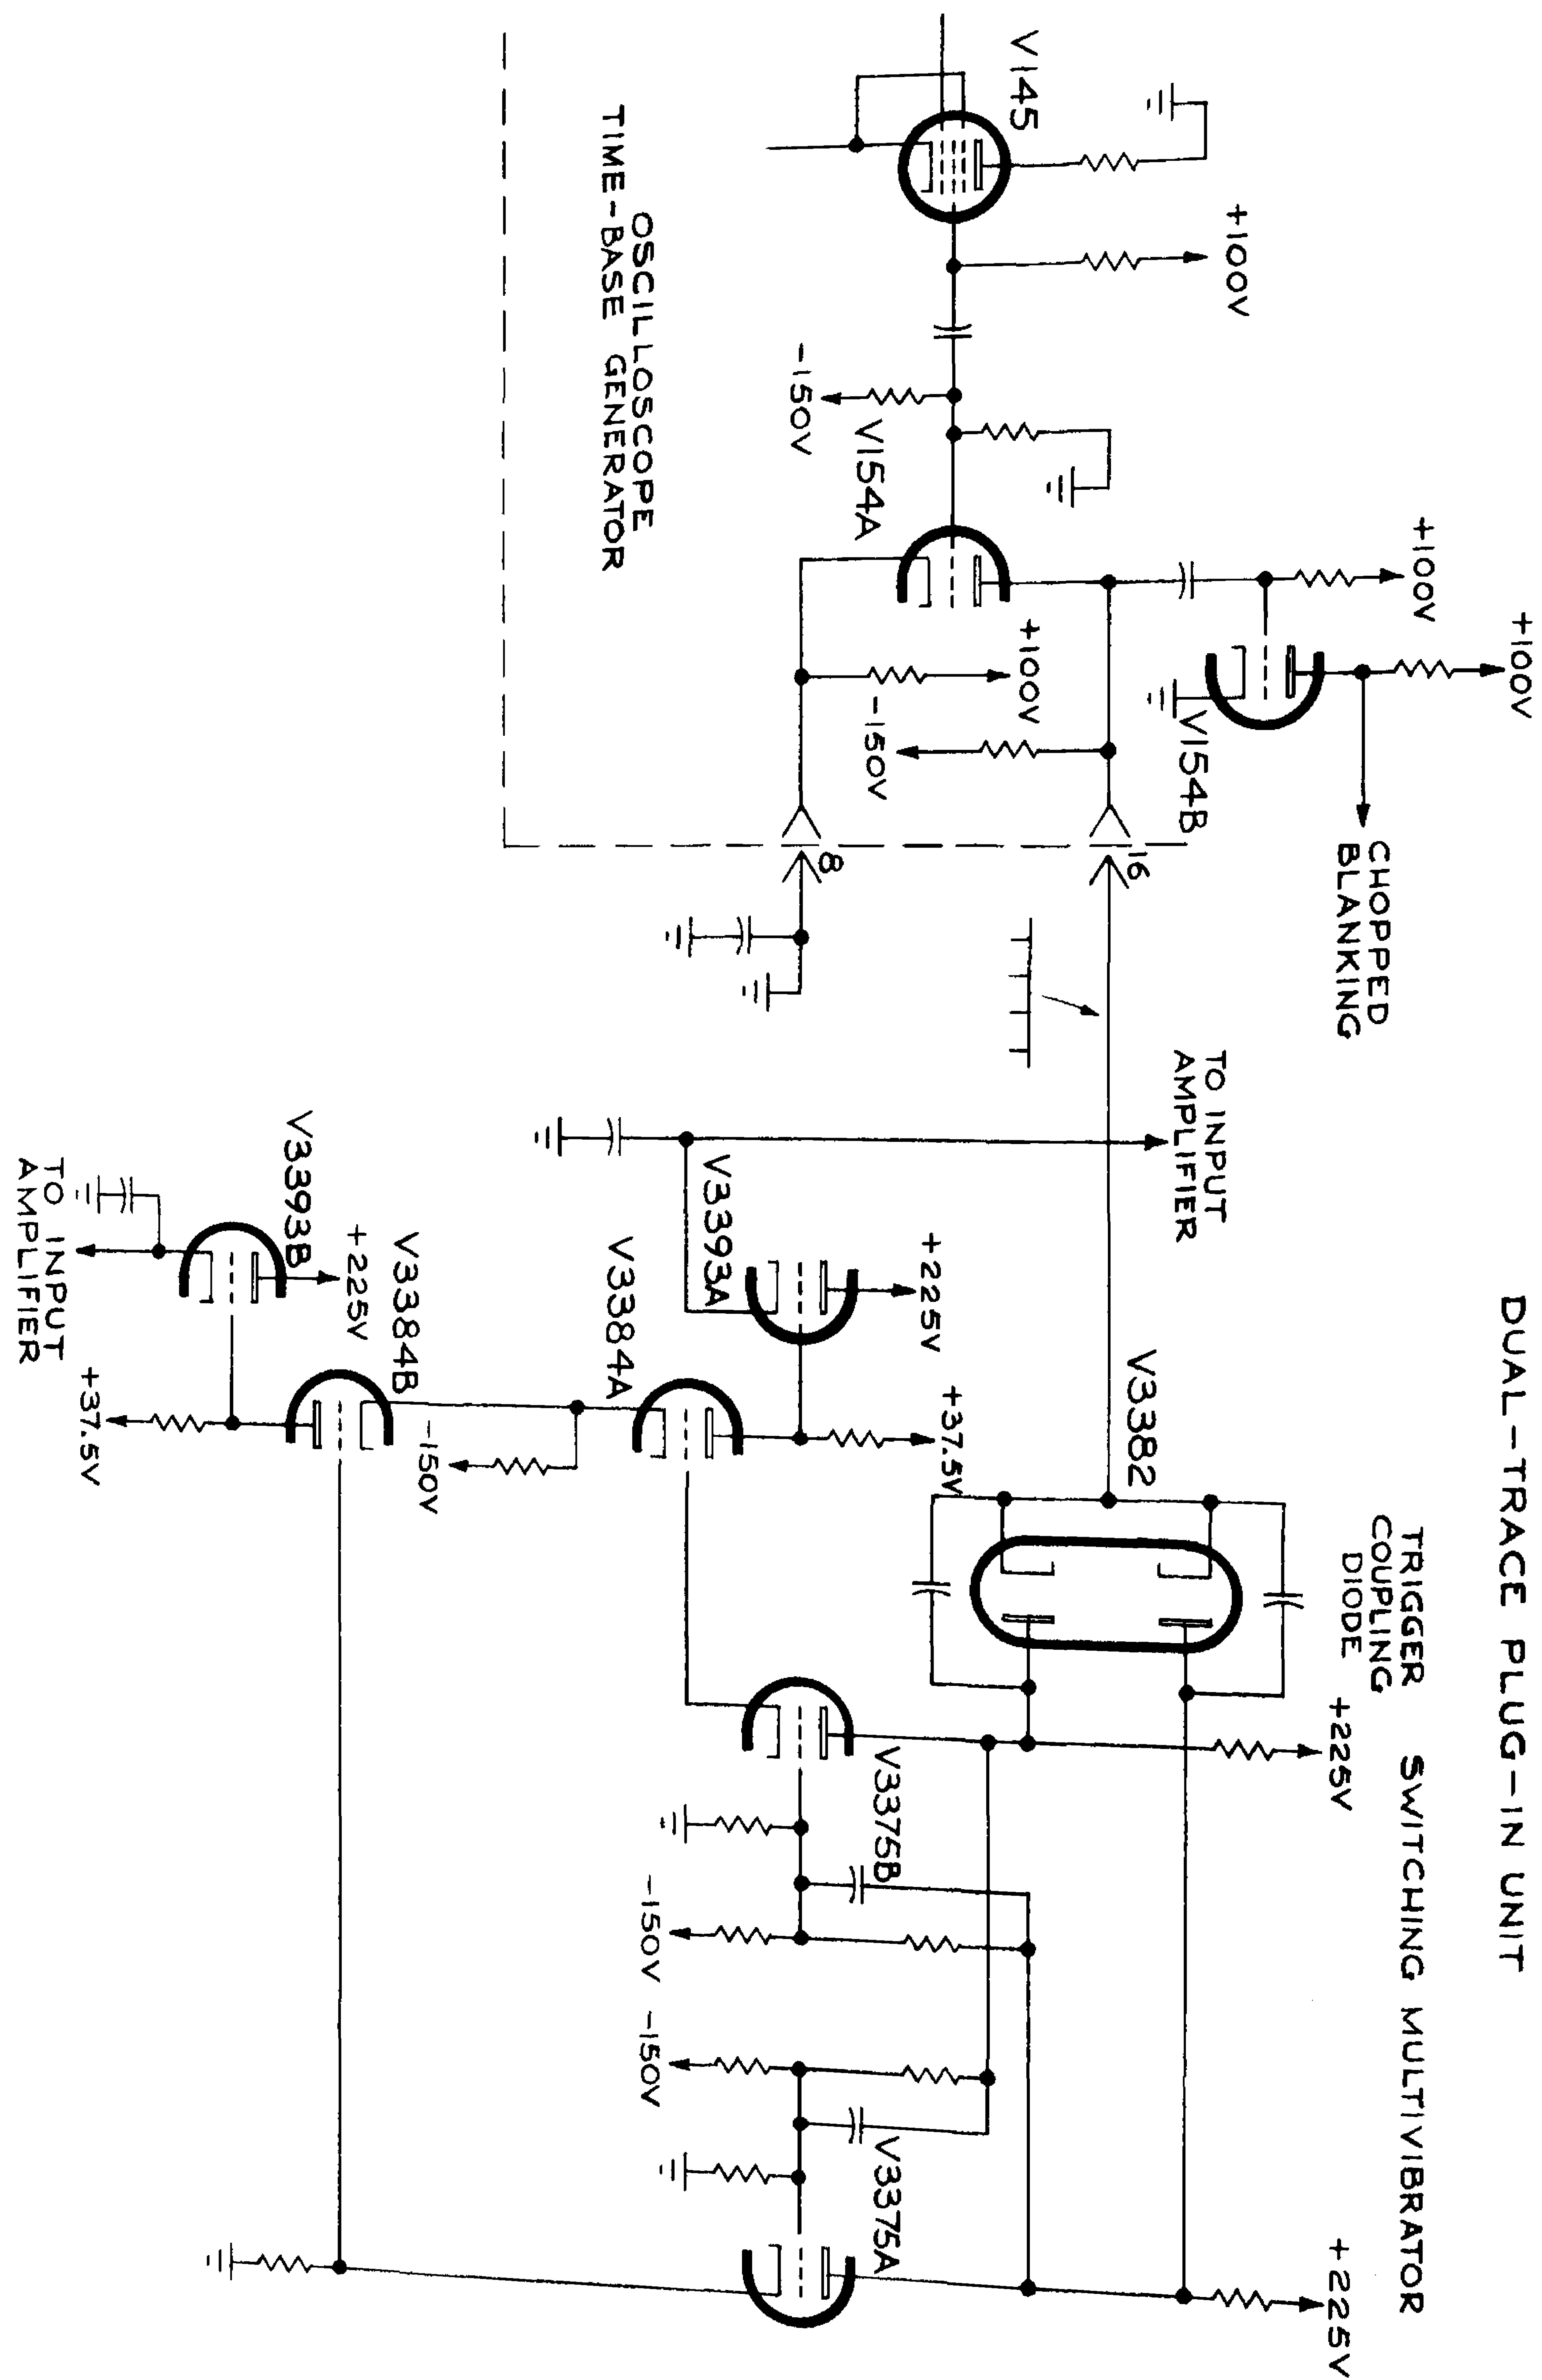 DUAL-TRACE PLUG-IN UNIT
TRIGGER
COUPLING
DIODE
SWITCHING MULTIVIBRATOR
+225V
+225V
V3382
V3375B
V3375A
-150V
-150V
+100V
+100V
+100V
+100V
V145
V154A
V154B
-150V
-150V
CHOPPED
BLANKING
16
8
OSCILLOSCOPE
TIME-BASE GENERATOR
TO INPUT
AMPLIFIER
V3393A
+225V
+37.5V
V3384A
V3384B
-150V
V3393B
+225V
+37.5V
TO INPUT
AMPLIFIER